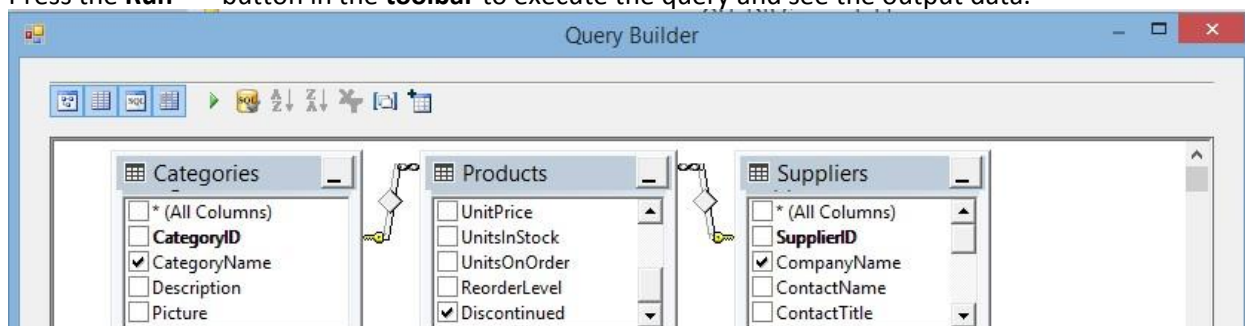 Press the Run button in the toolbar to execute the query and see the output data.
Query Builder
SQL SQL A Z Z A
Categories Products Suppliers
* (All Columns) UnitPrice * (All Columns)
CategoryID UnitsInStock SupplierID
CategoryName UnitsOnOrder CompanyName
Description ReorderLevel ContactName
Picture Discontinued ContactTitle